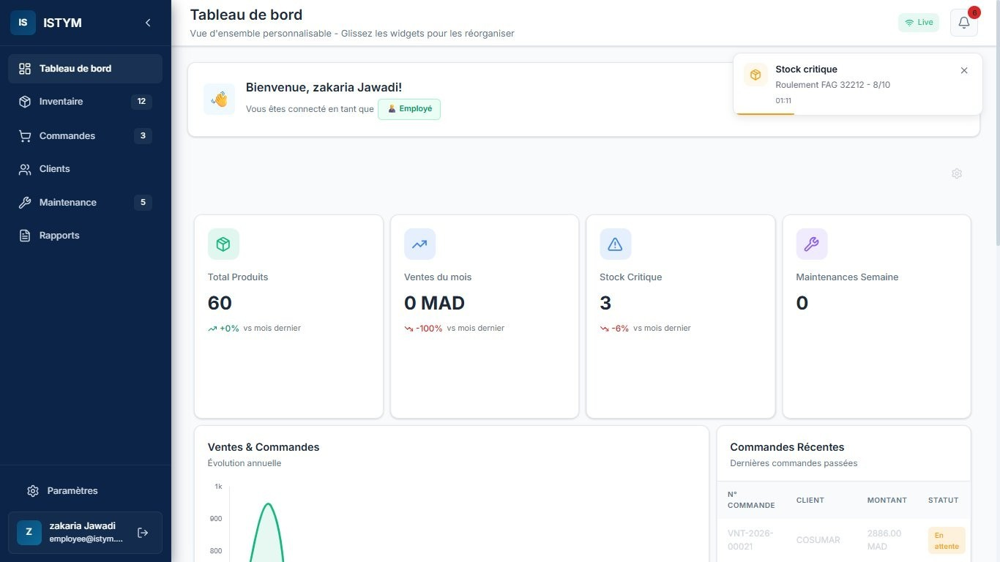 IS
ISTYM
Tableau de bord
Inventaire 12
Commandes 3
Clients
Maintenance 5
Rapports
Paramètres
Z
zakaria Jawadi
employee@istym....
Tableau de bord
Vue d'ensemble personnalisable - Glissez les widgets pour les réorganiser
Live
6
Stock critique
Roulement FAG 32212 - 8/10
01:11
Bienvenue, zakaria Jawadi!
Vous êtes connecté en tant que Employé
Total Produits
60
+0% vs mois dernier
Ventes du mois
0 MAD
-100% vs mois dernier
Stock Critique
3
-6% vs mois dernier
Maintenances Semaine
0
Ventes & Commandes
Évolution annuelle
1k
900
800
Commandes Récentes
Dernières commandes passées
N°
COMMANDE CLIENT MONTANT STATUT
VNT-2026-
00021
COSUMAR
2886.00
MAD
En
attente